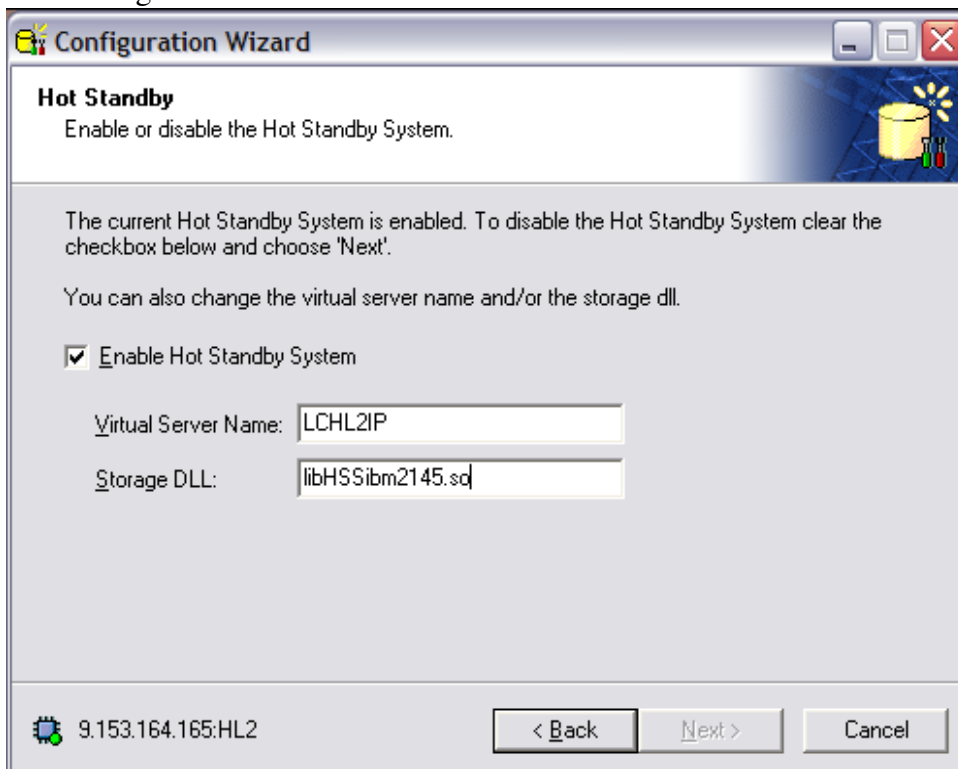 Configuration Wizard
Hot Standby
Enable or disable the Hot Standby System.
The current Hot Standby System is enabled. To disable the Hot Standby System clear the
checkbox below and choose 'Next'.
You can also change the virtual server name and/or the storage dll.
Enable Hot Standby System
Virtual Server Name: LCHL2IP
Storage DLL: libHSSibm2145.so
9.153.164.165:HL2 < Back Next > Cancel